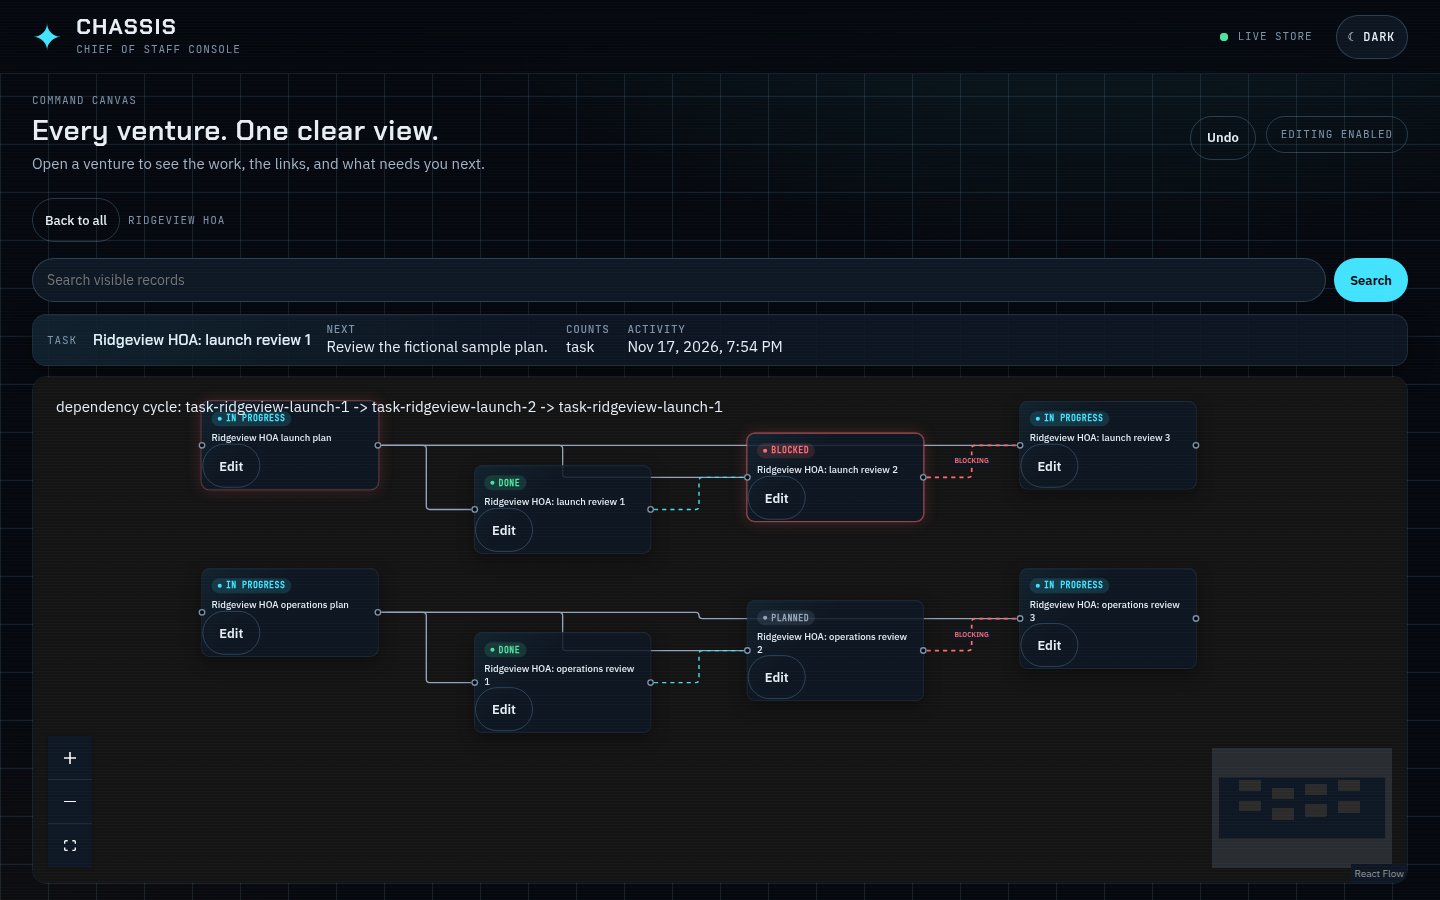 CHASSIS
CHIEF OF STAFF CONSOLE
LIVE STORE
DARK
COMMAND CANVAS
Every venture. One clear view.
Open a venture to see the work, the links, and what needs you next.
Undo
EDITING ENABLED
Back to all
RIDGEVIEW HOA
Search visible records
Search
TASK
Ridgeview HOA: launch review 1
NEXT
Review the fictional sample plan.
COUNTS
task
ACTIVITY
Nov 17, 2026, 7:54 PM
dependency cycle: task-ridgeview-launch-1 -> task-ridgeview-launch-2 -> task-ridgeview-launch-1
IN PROGRESS
Ridgeview HOA launch plan
Edit
DONE
Ridgeview HOA: launch review 1
Edit
BLOCKED
Ridgeview HOA: launch review 2
Edit
BLOCKING
IN PROGRESS
Ridgeview HOA: launch review 3
Edit
IN PROGRESS
Ridgeview HOA operations plan
Edit
DONE
Ridgeview HOA: operations review
1
Edit
PLANNED
Ridgeview HOA: operations review
2
Edit
BLOCKING
IN PROGRESS
Ridgeview HOA: operations review
3
Edit
React Flow